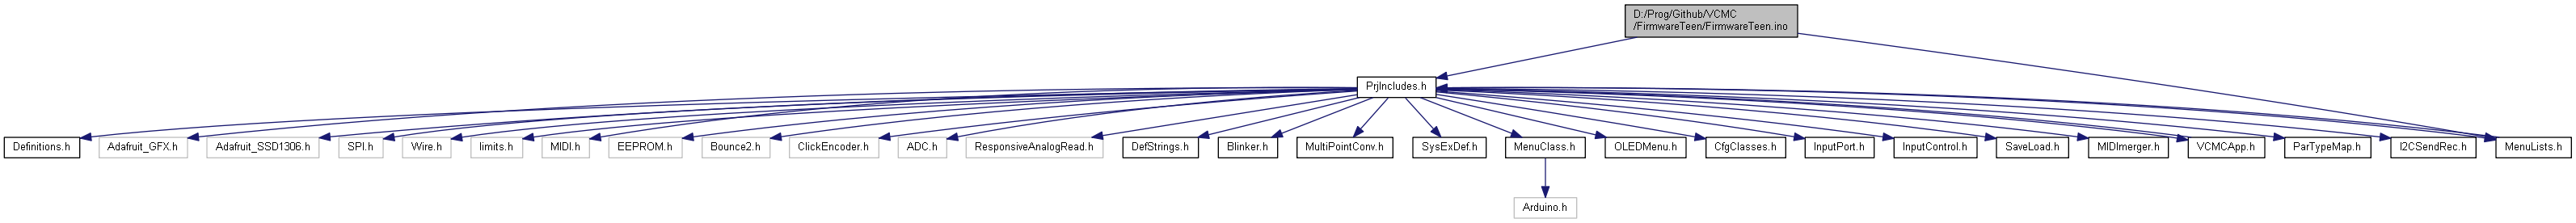 D:/Prog/Github/VCMC
/FirmwareTeen/FirmwareTeen.ino
PrjIncludes.h
Definitions.h
Adafruit_GFX.h
Adafruit_SSD1306.h
SPI.h
Wire.h
limits.h
MIDI.h
EEPROM.h
Bounce2.h
ClickEncoder.h
ADC.h
ResponsiveAnalogRead.h
DefStrings.h
Blinker.h
MultiPointConv.h
SysExDef.h
MenuClass.h
OLEDMenu.h
CfgClasses.h
InputPort.h
InputControl.h
SaveLoad.h
MIDImerger.h
VCMCApp.h
ParTypeMap.h
I2CSendRec.h
MenuLists.h
Arduino.h